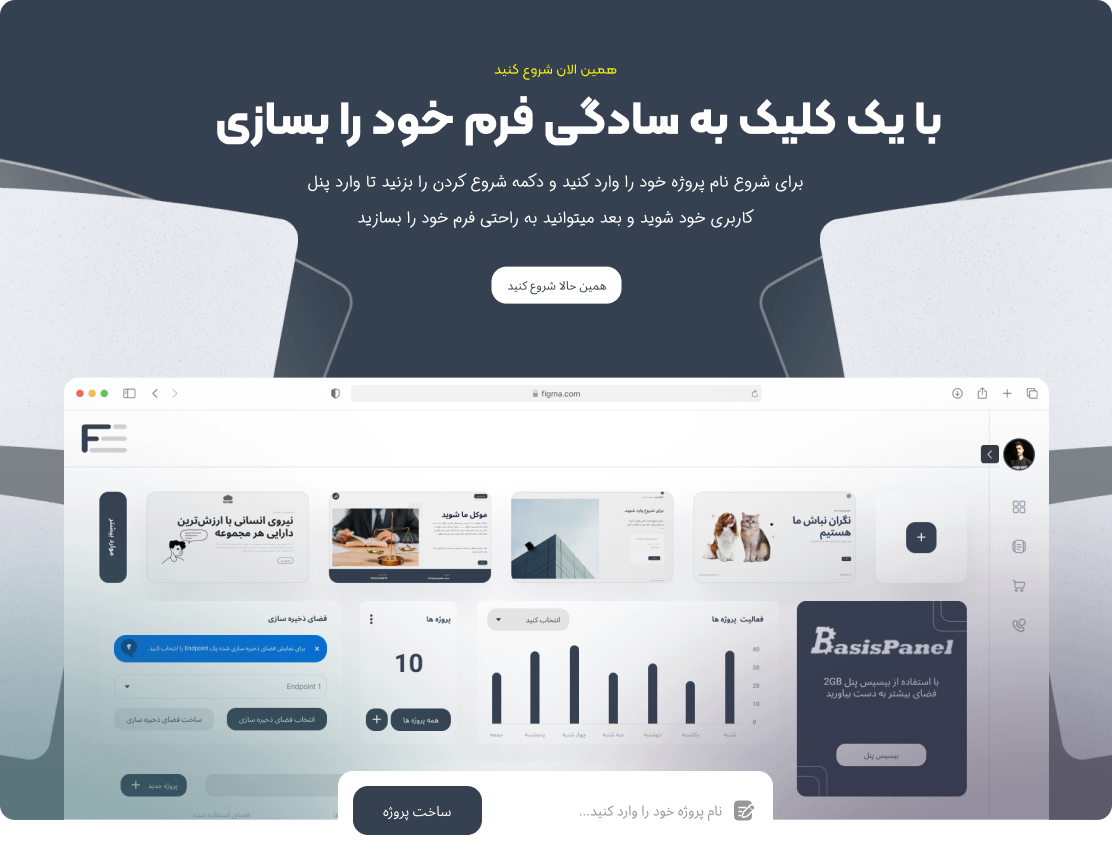 همین الان شروع کنید
با یک کلیک به سادگی فرم خود را بسازی
برای شروع نام پروژه خود را وارد کنید و دکمه شروع کردن را بزنید تا وارد پنل
کاربری خود شوید و بعد میتوانید به راحتی فرم خود را بسازید
همین حالا شروع کنید
figma.com
موارد بیشتر
نیروی انسانی با ارزش‌ترین
دارایی هر مجموعه
موکل ما شوید
برای شروع وارد شوید.
نگران نباش ما
هستیم
فضای ذخیره سازی
برای نمایش فضای ذخیره سازی شده یک Endpoint را انتخاب کنید.
Endpoint 1
انتخاب فضای ذخیره سازی
ساخت فضای ذخیره سازی
پروژه ها
10
همه پروژه ها
فعالیت پروژه ها
انتخاب کنید
40
30
20
10
0
شنبه
یکشنبه
دوشنبه
سه شنبه
چهار شنبه
پنجشنبه
جمعه
BasisPanel
با استفاده از بیسیس پنل 2GB
فضای بیشتر به دست بیاورید
بیسیس پنل
پروژه جدید
فضای استفاده شده
نام پروژه خود را وارد کنید...
ساخت پروژه